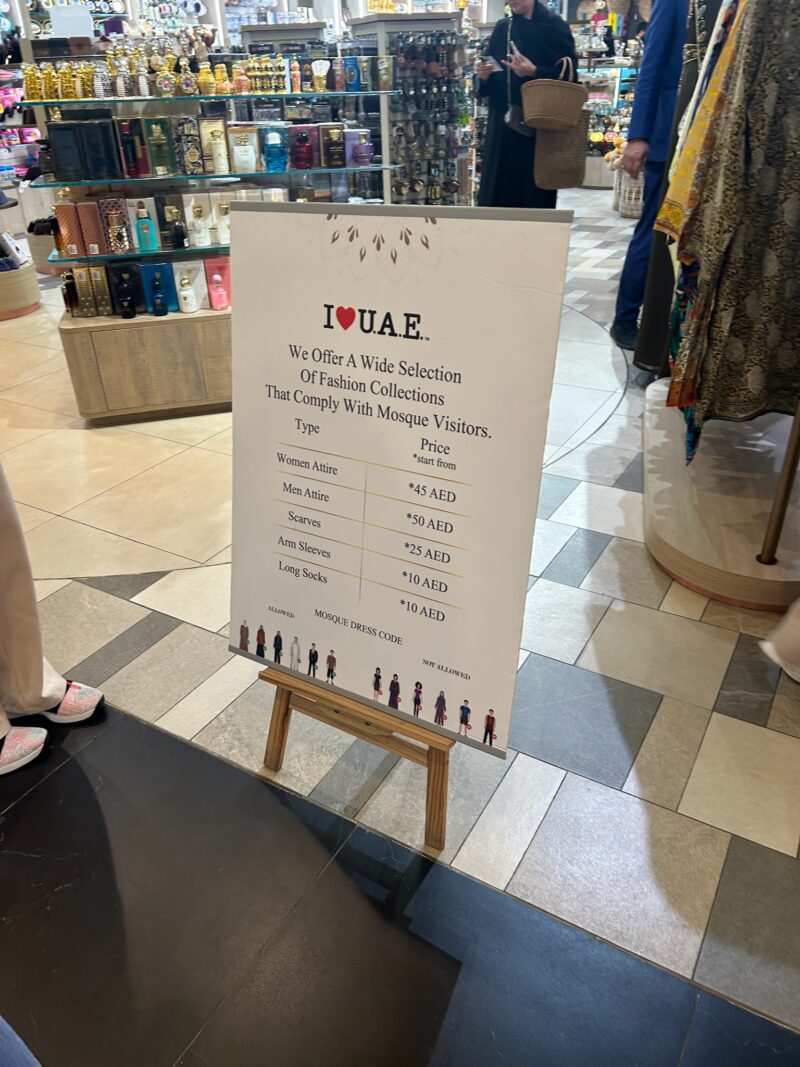 I ♥ U.A.E.™
We Offer A Wide Selection
Of Fashion Collections
That Comply With Mosque Visitors.
Type
Price
*start from
Women Attire *45 AED
Men Attire *50 AED
Scarves *25 AED
Arm Sleeves *10 AED
Long Socks *10 AED
MOSQUE DRESS CODE
ALLOWED
NOT ALLOWED